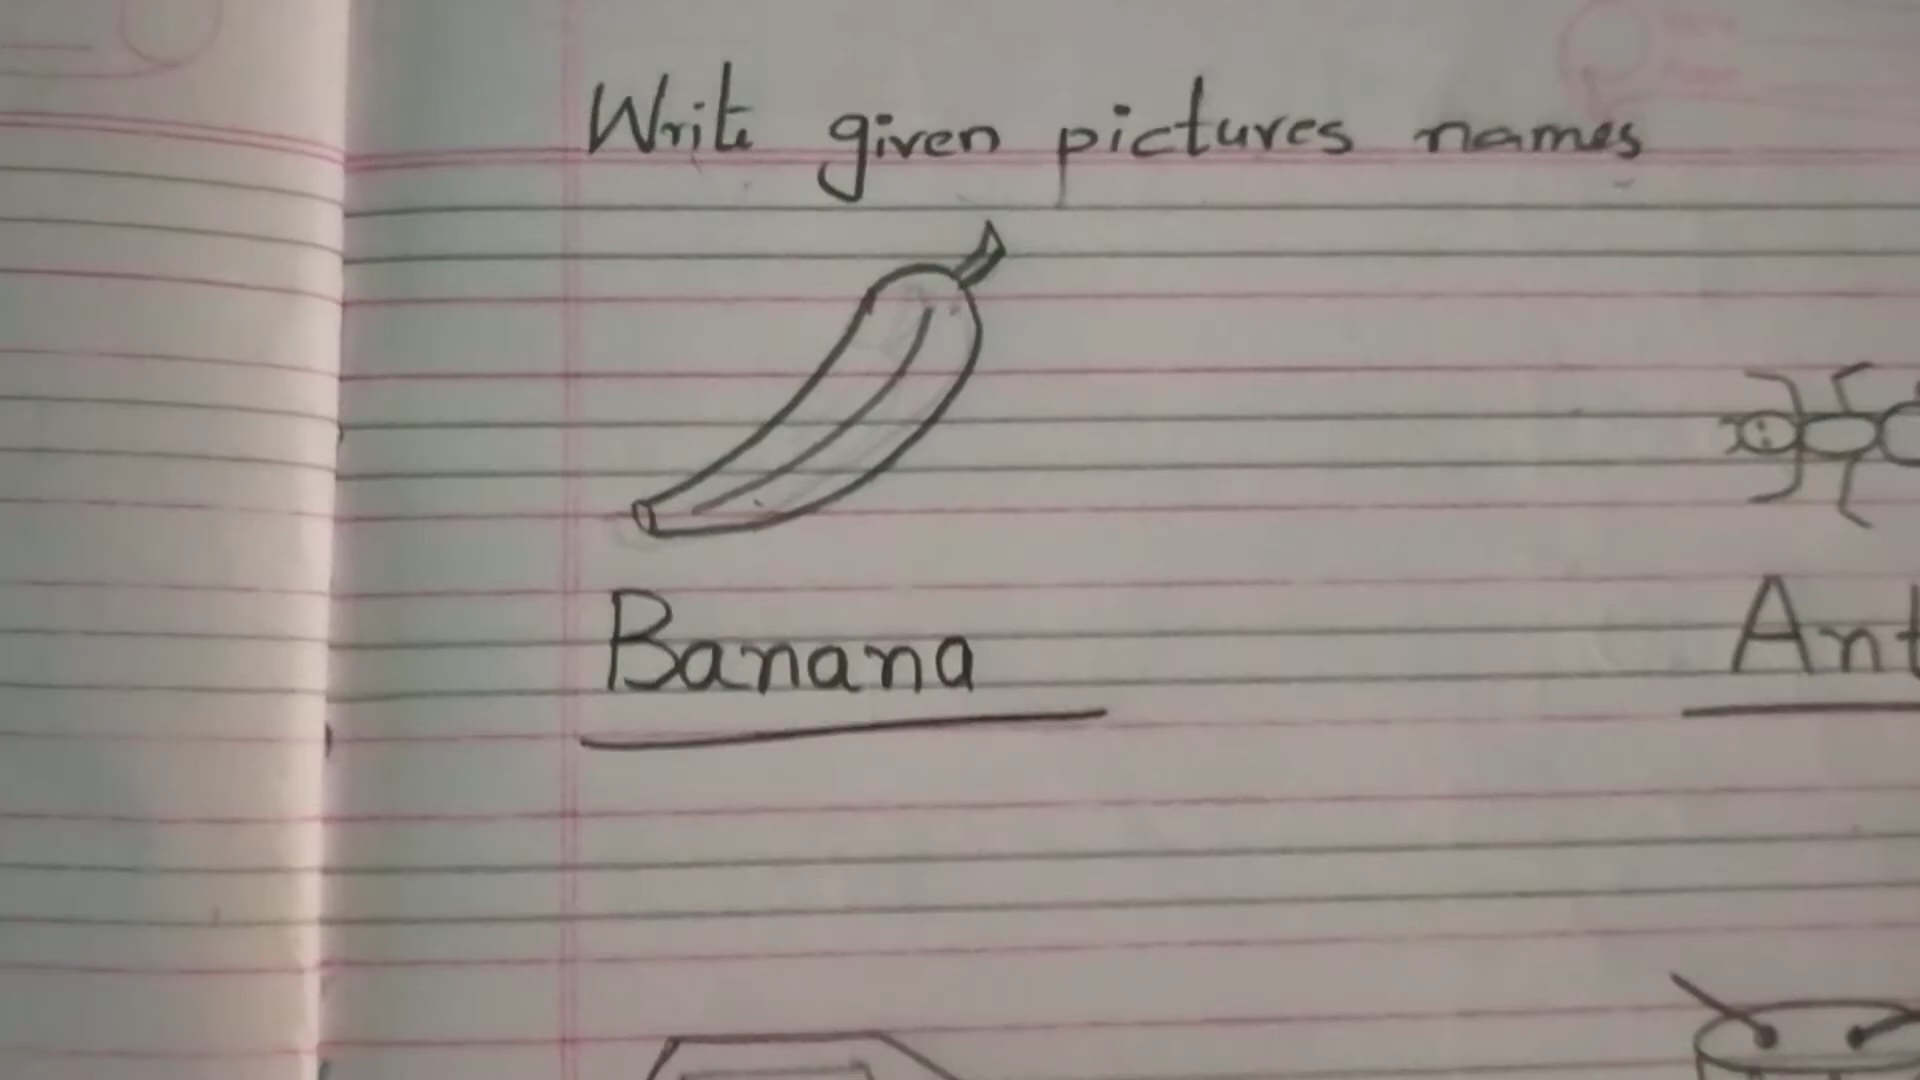 Write given pictures names
Banana
Ant